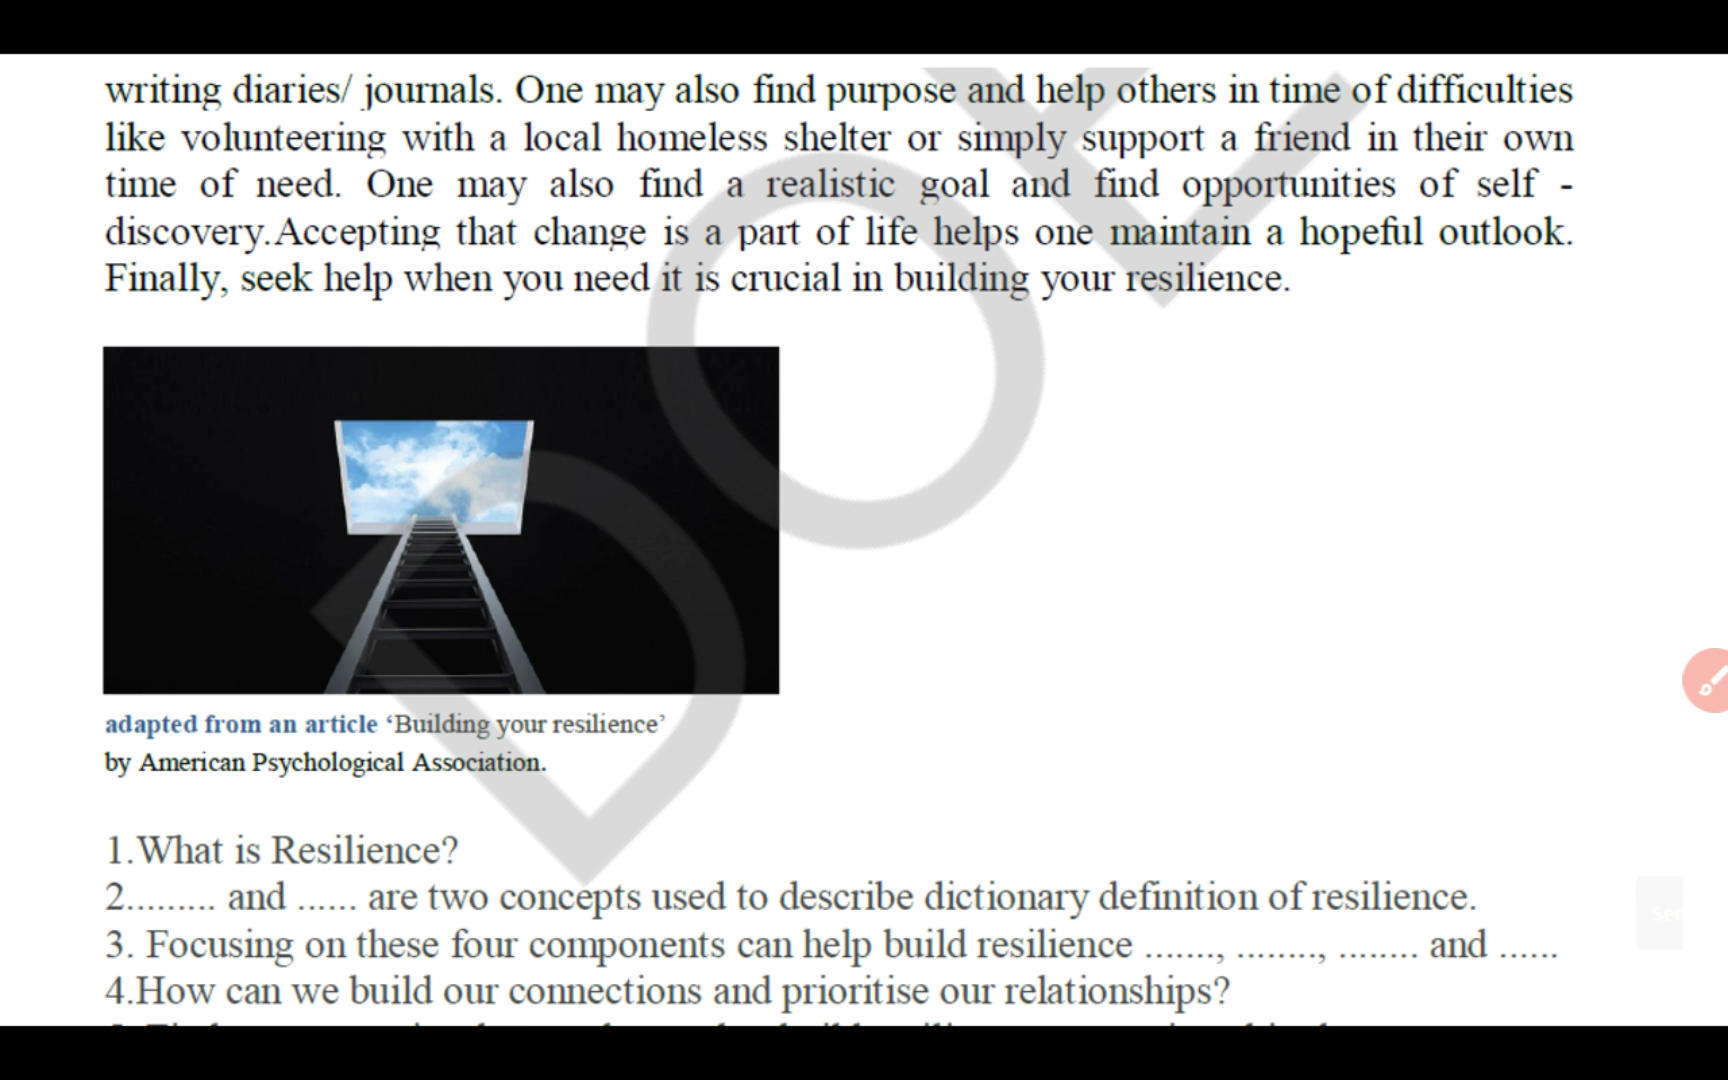 writing diaries/ journals. One may also find purpose and help others in time of difficulties
like volunteering with a local homeless shelter or simply support a friend in their own
time of need. One may also find a realistic goal and find opportunities of self -
discovery.Accepting that change is a part of life helps one maintain a hopeful outlook.
Finally, seek help when you need it is crucial in building your resilience.
DOE
adapted from an article ‘Building your resilience’
by American Psychological Association.
1.What is Resilience?
2......... and ...... are two concepts used to describe dictionary definition of resilience.
3. Focusing on these four components can help build resilience ......., ........, ........ and ......
4.How can we build our connections and prioritise our relationships?